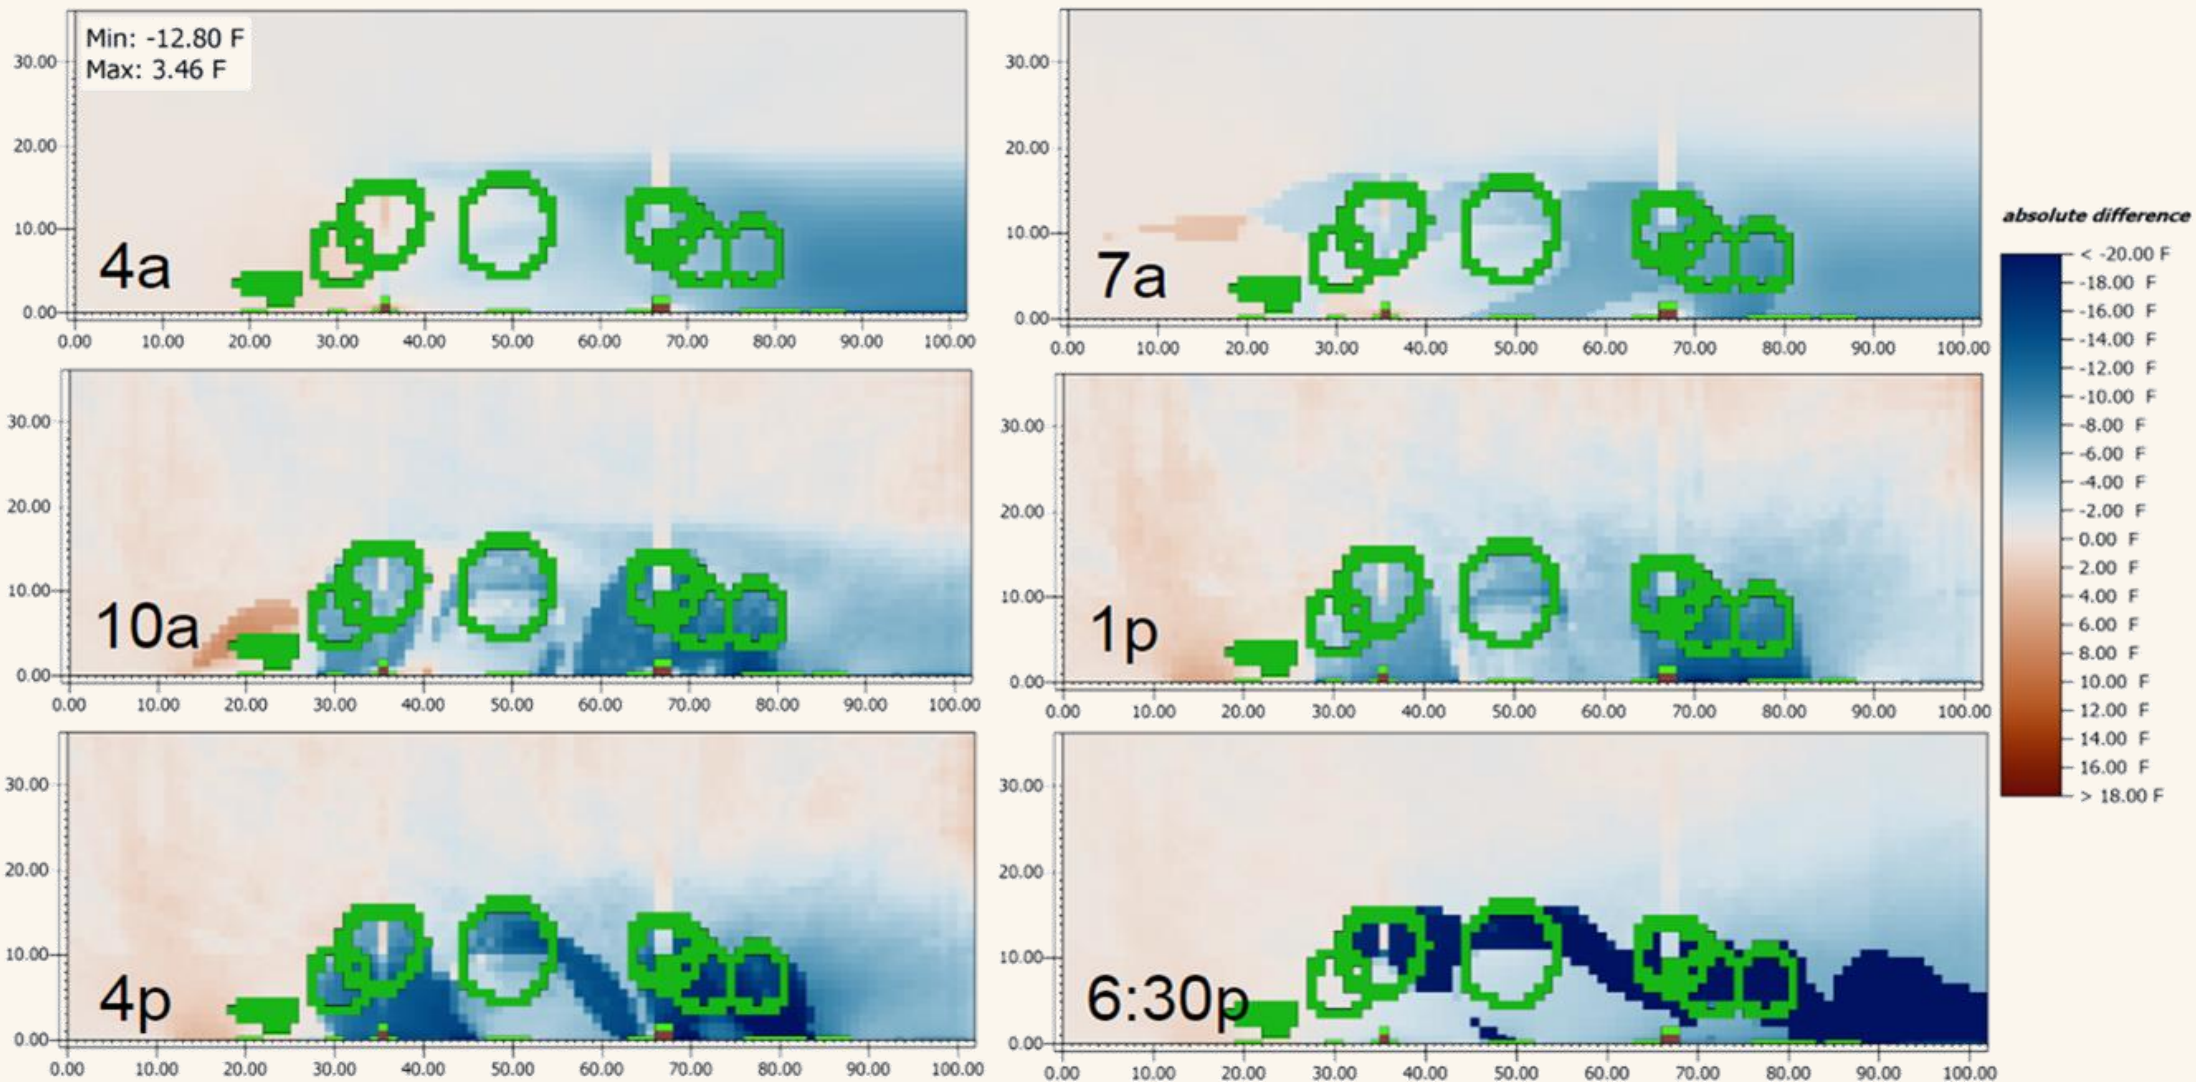 Min: -12.80 F
Max: 3.46 F
30.00
20.00
10.00
0.00
4a
0.00 10.00 20.00 30.00 40.00 50.00 60.00 70.00 80.00 90.00 100.00
30.00
20.00
10.00
0.00
7a
0.00 10.00 20.00 30.00 40.00 50.00 60.00 70.00 80.00 90.00 100.00
30.00
20.00
10.00
0.00
10a
0.00 10.00 20.00 30.00 40.00 50.00 60.00 70.00 80.00 90.00 100.00
30.00
20.00
10.00
0.00
1p
0.00 10.00 20.00 30.00 40.00 50.00 60.00 70.00 80.00 90.00 100.00
30.00
20.00
10.00
0.00
4p
0.00 10.00 20.00 30.00 40.00 50.00 60.00 70.00 80.00 90.00 100.00
30.00
20.00
10.00
0.00
6:30p
0.00 10.00 20.00 30.00 40.00 50.00 60.00 70.00 80.00 90.00 100.00
absolute difference
< -20.00 F
-18.00 F
-16.00 F
-14.00 F
-12.00 F
-10.00 F
-8.00 F
-6.00 F
-4.00 F
-2.00 F
0.00 F
2.00 F
4.00 F
6.00 F
8.00 F
10.00 F
12.00 F
14.00 F
16.00 F
> 18.00 F